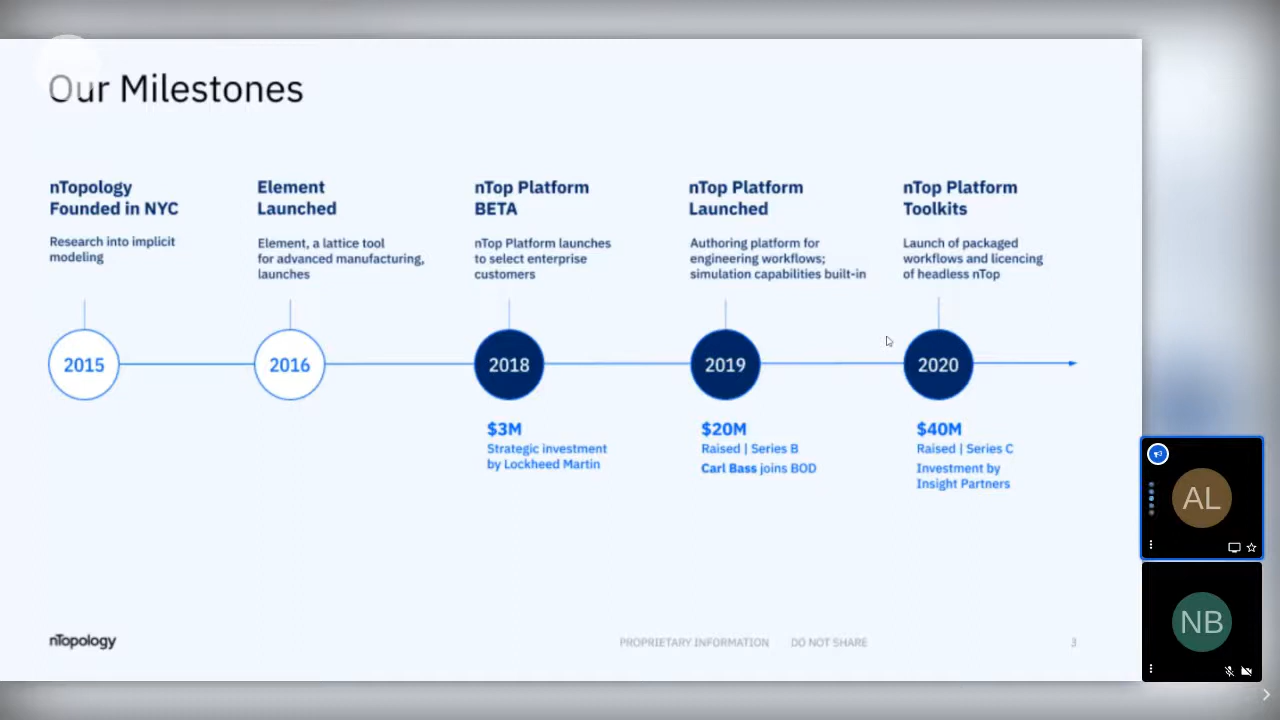 Our Milestones
nTopology
Founded in NYC
Research into implicit
modeling
2015
Element
Launched
Element, a lattice tool
for advanced manufacturing,
launches
2016
nTop Platform
BETA
nTop Platform launches
to select enterprise
customers
2018
$3M
Strategic investment
by Lockheed Martin
nTop Platform
Launched
Authoring platform for
engineering workflows;
simulation capabilities built-in
2019
$20M
Raised | Series B
Carl Bass joins BOD
nTop Platform
Toolkits
Launch of packaged
workflows and licencing
of headless nTop
2020
$40M
Raised | Series C
Investment by
Insight Partners
nTopology
PROPRIETARY INFORMATION DO NOT SHARE
3
AL
NB